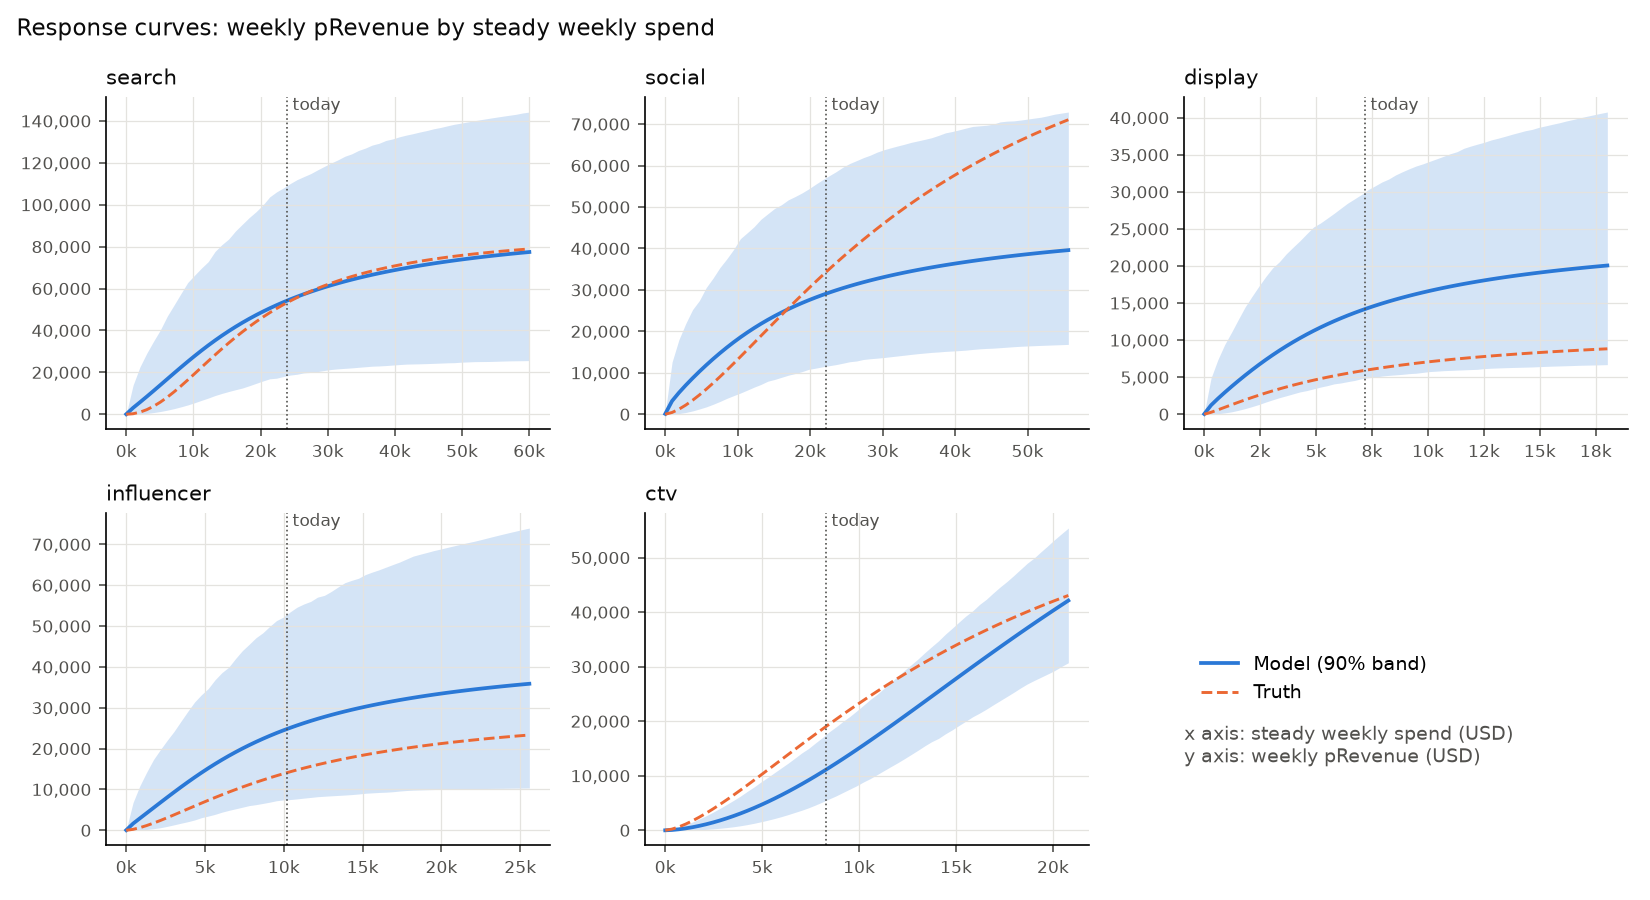 Response curves: weekly pRevenue by steady weekly spend
search
today
140,000
120,000
100,000
80,000
60,000
40,000
20,000
0
0k 10k 20k 30k 40k 50k 60k
social
today
70,000
60,000
50,000
40,000
30,000
20,000
10,000
0
0k 10k 20k 30k 40k 50k
display
today
40,000
35,000
30,000
25,000
20,000
15,000
10,000
5,000
0
0k 2k 5k 8k 10k 12k 15k 18k
influencer
today
70,000
60,000
50,000
40,000
30,000
20,000
10,000
0
0k 5k 10k 15k 20k 25k
ctv
today
50,000
40,000
30,000
20,000
10,000
0
0k 5k 10k 15k 20k
Model (90% band)
Truth
x axis: steady weekly spend (USD)
y axis: weekly pRevenue (USD)